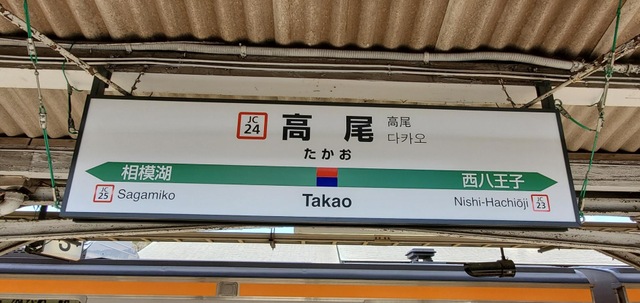 JC
24
高尾
高尾
다카오
たかお
相模湖
西八王子
JC
25
Sagamiko
Takao
Nishi-Hachiōji
JC
23